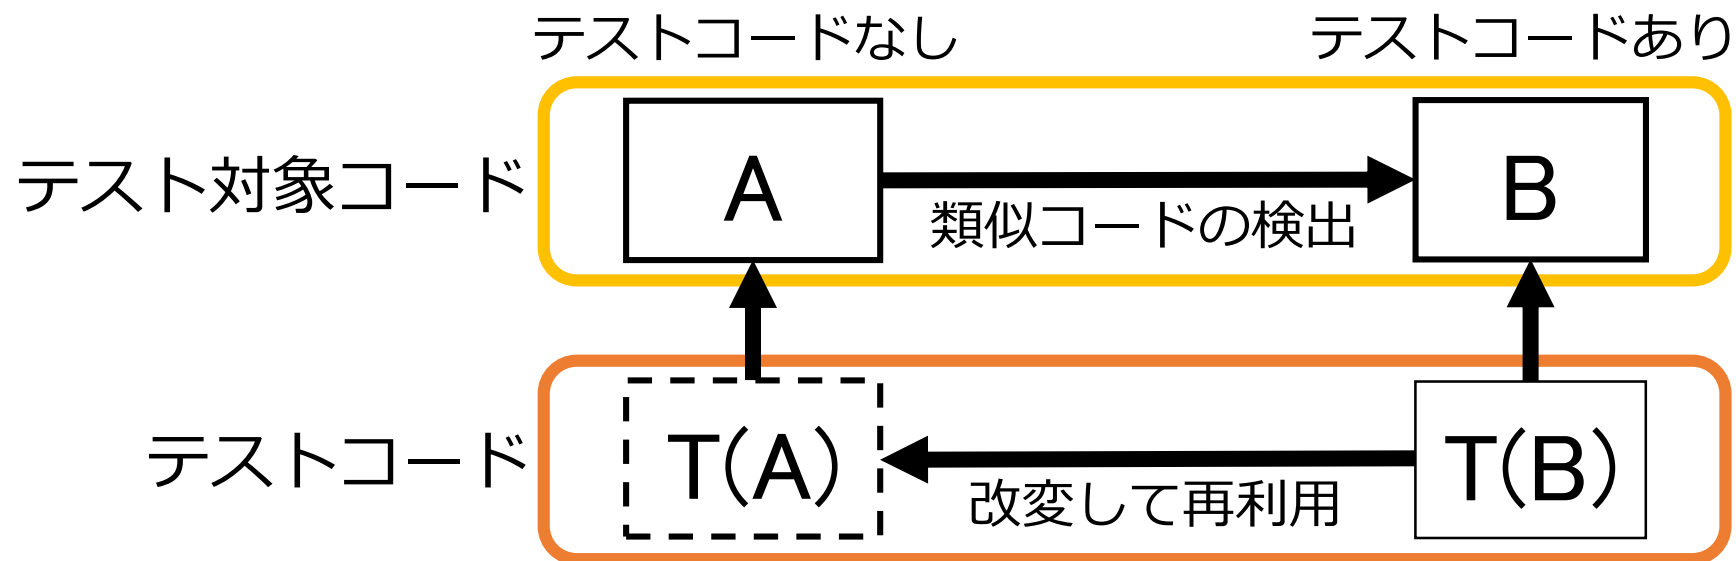 テストコードなし
テストコードあり
テスト対象コード
A
B
類似コードの検出
テストコード
T(A)
T(B)
改変して再利用